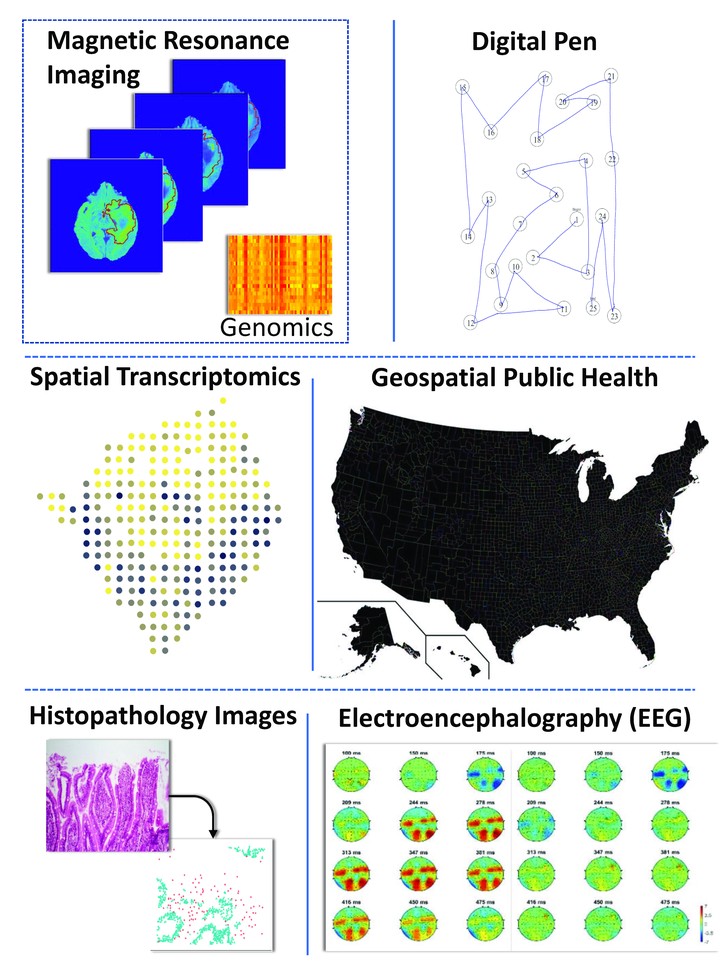 Magnetic Resonance
Imaging
Genomics
Digital Pen
15
17
21
20
19
16
18
5
4
22
6
13
1
24
7
14
2
8
10
3
9
11
25
12
23
Spatial Transcriptomics
Geospatial Public Health
Histopathology Images
Electroencephalography (EEG)
100 ms 150 ms 175 ms 100 ms 150 ms 175 ms
209 ms 244 ms 278 ms 209 ms 244 ms 278 ms
313 ms 347 ms 381 ms 313 ms 347 ms 381 ms
416 ms 450 ms 475 ms 416 ms 450 ms 475 ms